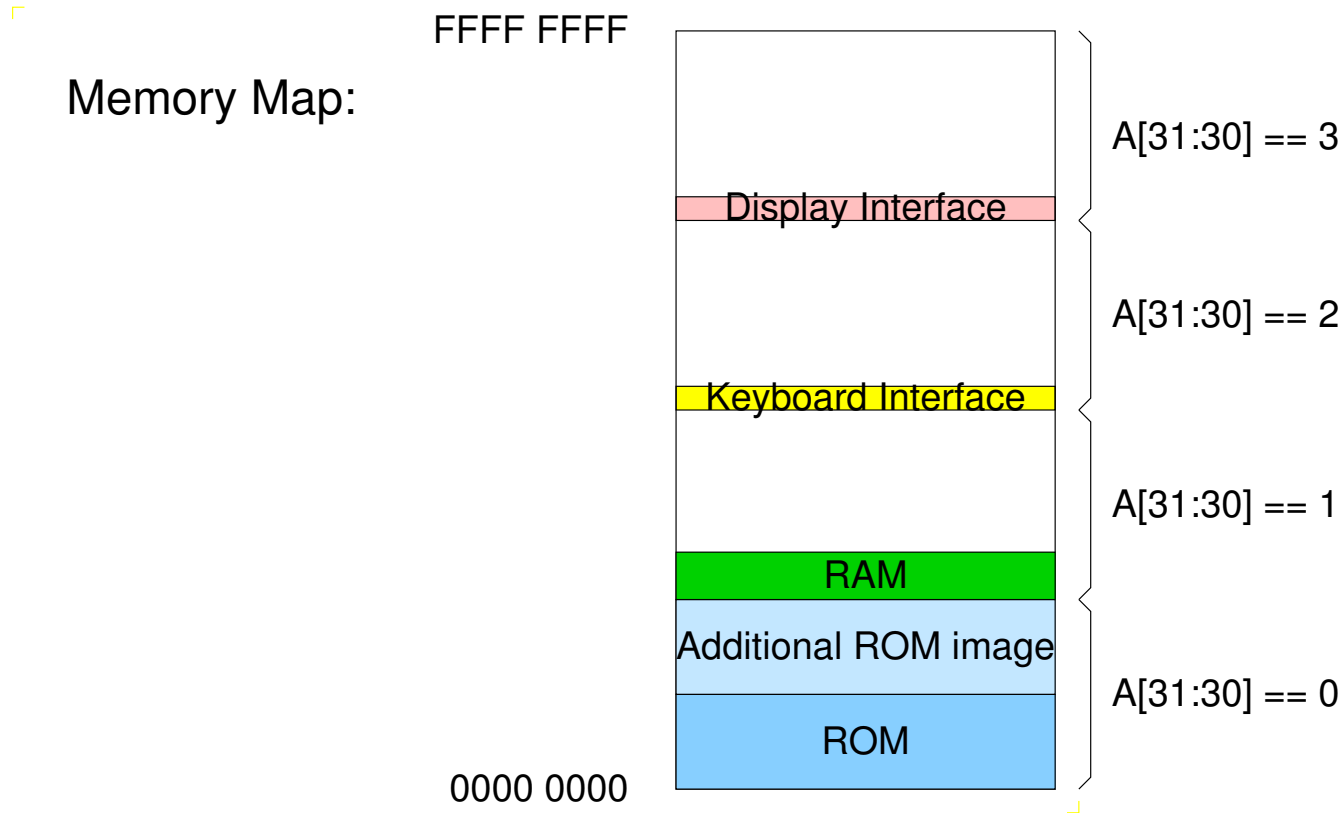 FFFF FFFF
Memory Map:
A[31:30] == 3
Display Interface
A[31:30] == 2
Keyboard Interface
A[31:30] == 1
RAM
Additional ROM image
A[31:30] == 0
ROM
0000 0000